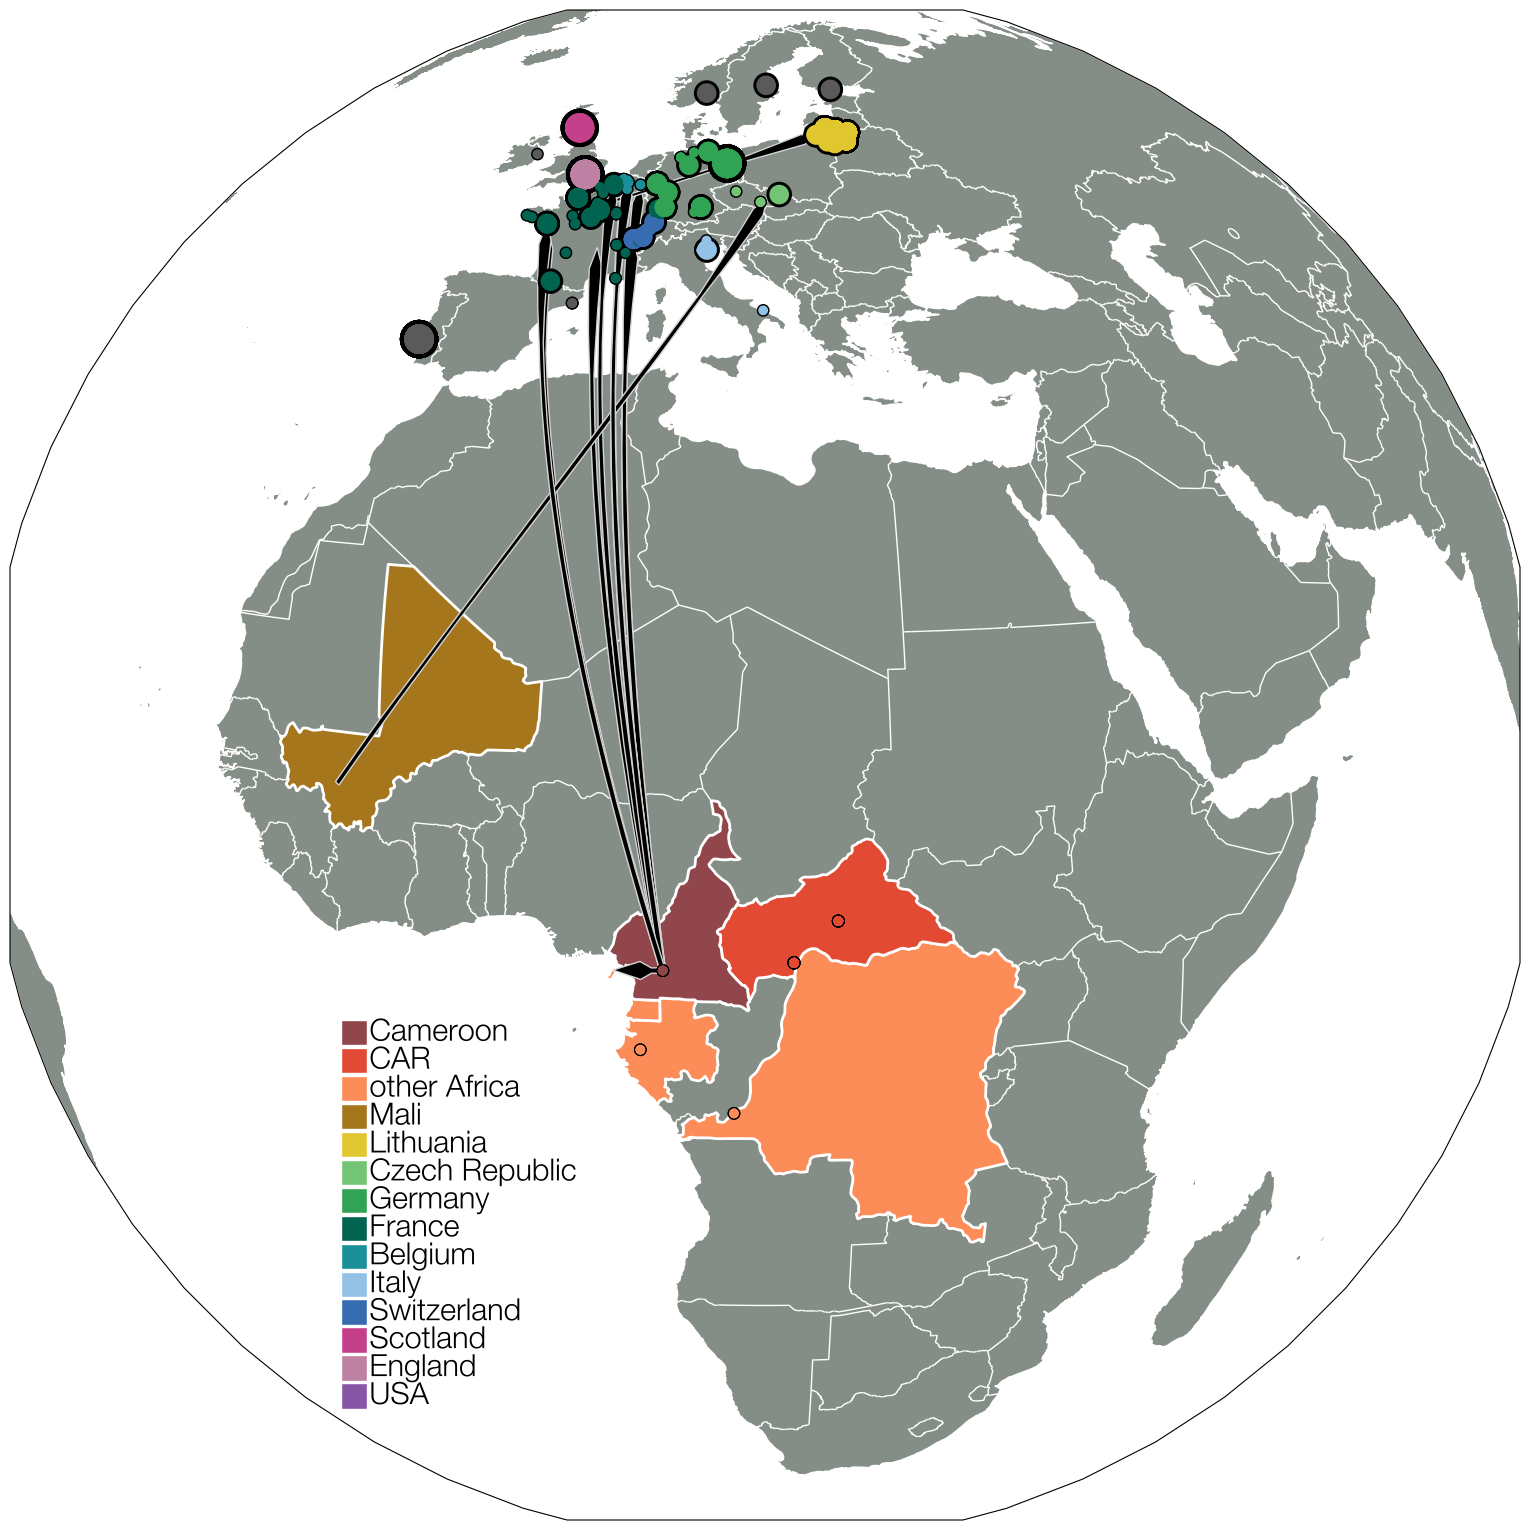 Cameroon
CAR
other Africa
Mali
Lithuania
Czech Republic
Germany
France
Belgium
Italy
Switzerland
Scotland
England
USA